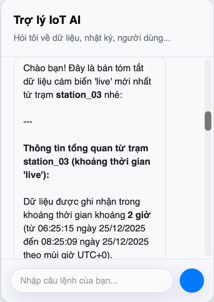 Trợ lý IoT AI
Hỏi tôi về dữ liệu, nhật ký, người dùng...
Chào bạn! Đây là bản tóm tắt
dữ liệu cảm biến 'live' mới nhất
từ trạm station_03 nhé:
---
Thông tin tổng quan từ trạm
station_03 (khoảng thời gian
'live'):
Dữ liệu được ghi nhận trong
khoảng thời gian khoảng 2 giờ
(từ 06:25:15 ngày 25/12/2025
đến 08:25:09 ngày 25/12/2025
theo múi giờ UTC+0).
Nhập câu lệnh của bạn...